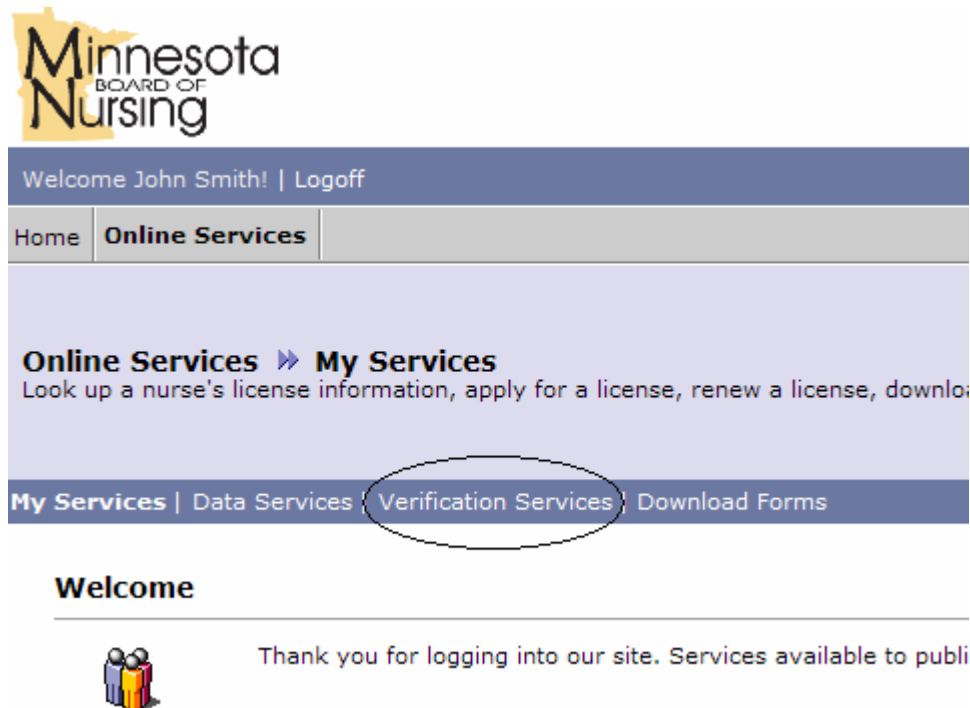 Minnesota
BOARD OF
Nursing
Welcome John Smith! | Logoff
Home Online Services
Online Services » My Services
Look up a nurse's license information, apply for a license, renew a license,
My Services | Data Services | Verification Services | Download Forms
Welcome
Thank you for logging into our site. Services available to